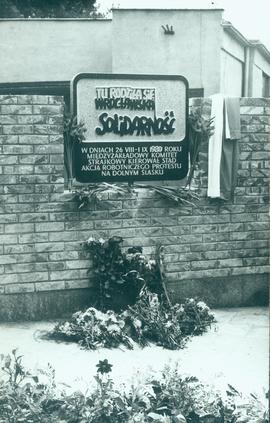 TU RODZIŁA SIĘ
WROCŁAWSKA
SOLIDARNOŚĆ
W DNIACH 26 VIII-1 IX 1980 ROKU
MIĘDZYZAKŁADOWY KOMITET
STRAJKOWY KIEROWAŁ STĄD
AKCJĄ ROBOTNICZEGO PROTESTU
NA DOLNYM ŚLĄSKU